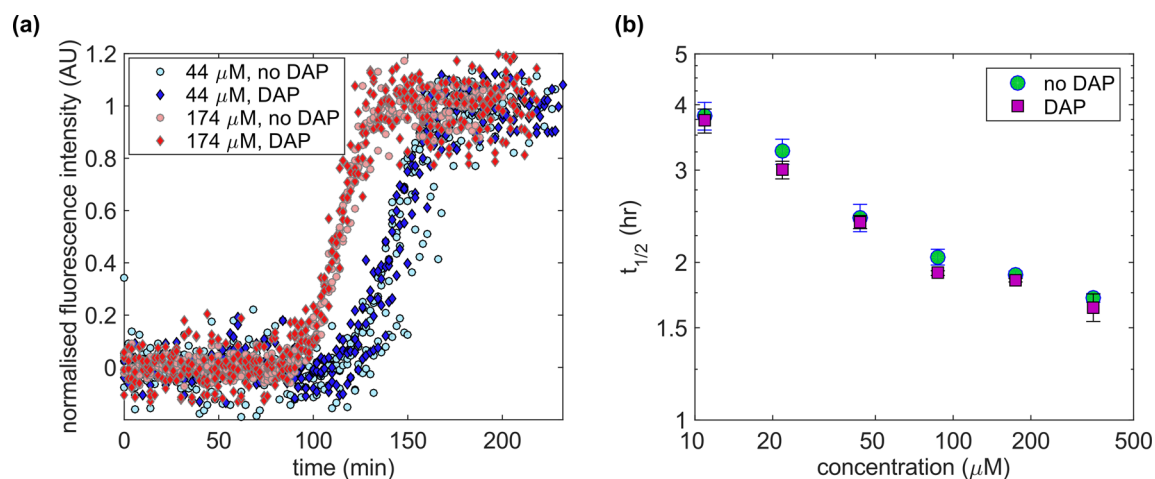 (a)
normalised fluorescence intensity (AU)
1.2
1
0.8
0.6
0.4
0.2
0
44 μM, no DAP
44 μM, DAP
174 μM, no DAP
174 μM, DAP
0
50
100
150
200
time (min)
(b)
t1/2 (hr)
5
4
3
2
1.5
1
no DAP
DAP
10
20
50
100
200
500
concentration (μM)